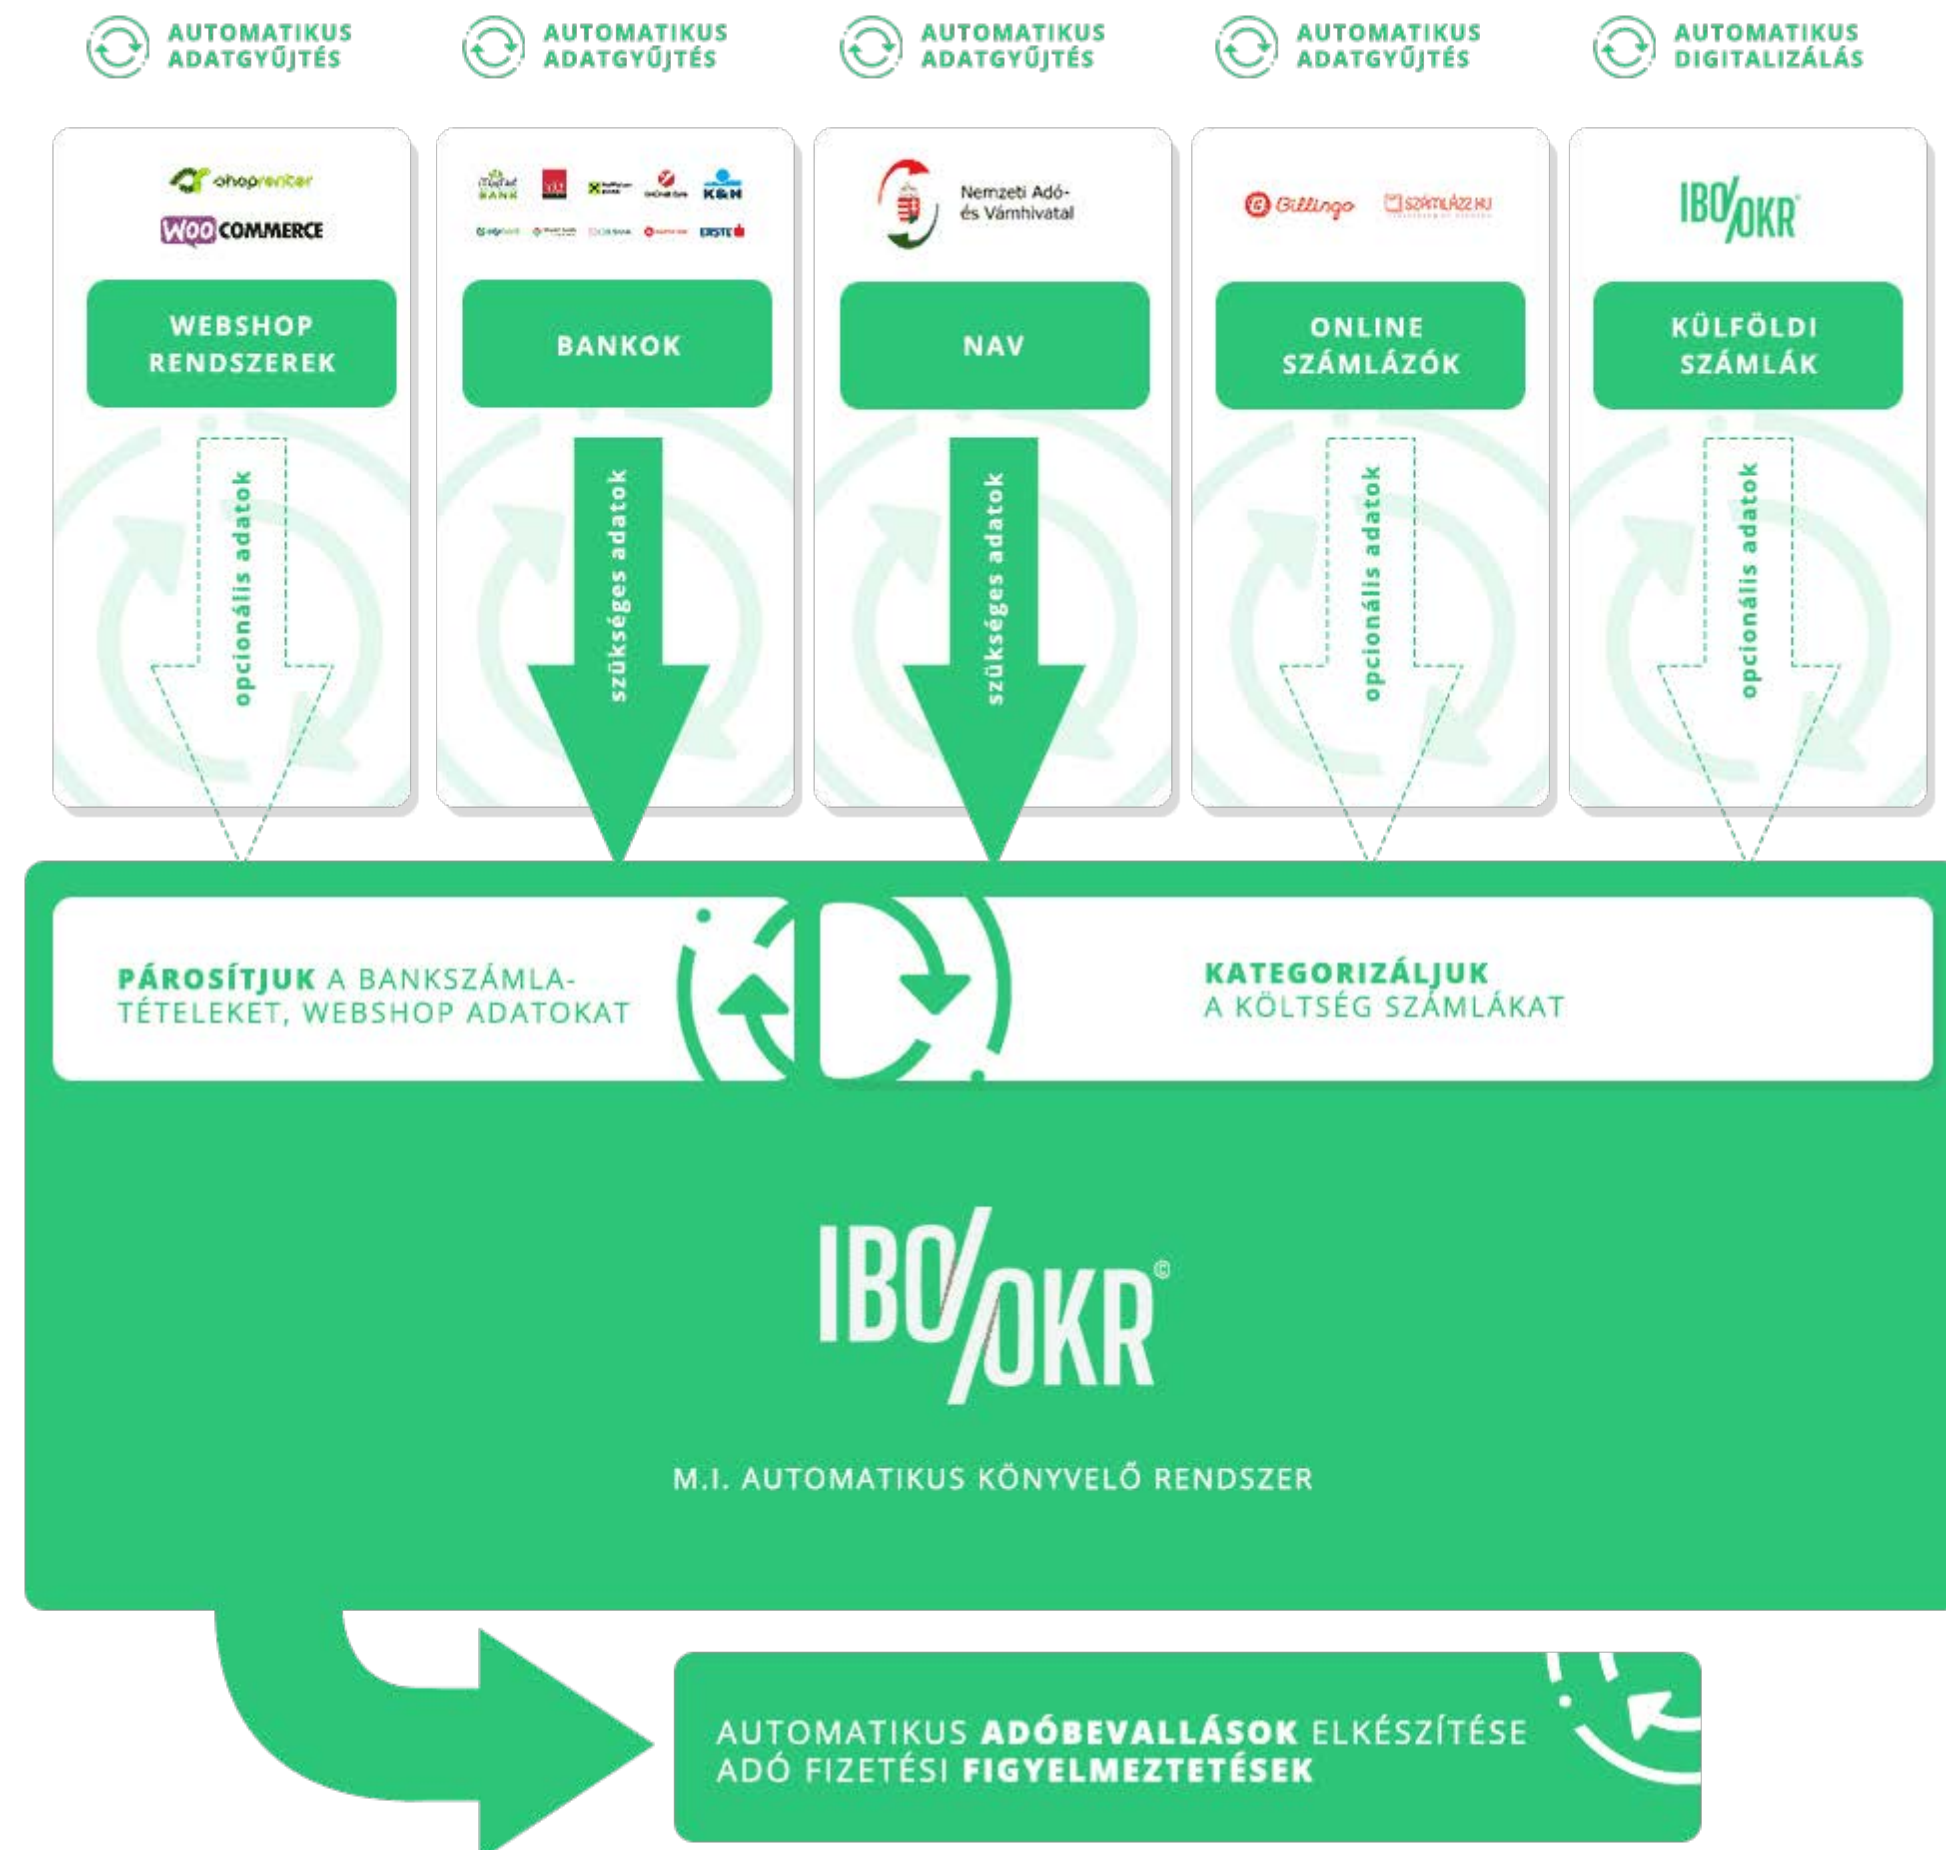 AUTOMATIKUS
ADATGYŰJTÉS
AUTOMATIKUS
ADATGYŰJTÉS
AUTOMATIKUS
ADATGYŰJTÉS
AUTOMATIKUS
ADATGYŰJTÉS
AUTOMATIKUS
DIGITALIZÁLÁS
shoprenter
WOO COMMERCE
WEBSHOP
RENDSZEREK
opcionális adatok
BANK
K&H
ERSTE
BANKOK
szükséges adatok
Nemzeti Adó-
és Vámhivatal
NAV
szükséges adatok
Billingo
SZÁMLÁZZ.HU
ONLINE
SZÁMLÁZÓK
opcionális adatok
IBO/OKR
KÜLFÖLDI
SZÁMLÁK
opcionális adatok
PÁROSÍTJUK A BANKSZÁMLA-
TÉTELEKET, WEBSHOP ADATOKAT
KATEGORIZÁLJUK
A KÖLTSÉG SZÁMLÁKAT
IBO/OKR©
M.I. AUTOMATIKUS KÖNYVELŐ RENDSZER
AUTOMATIKUS ADÓBEVALLÁSOK ELKÉSZÍTÉSE
ADÓ FIZETÉSI FIGYELMEZTETÉSEK